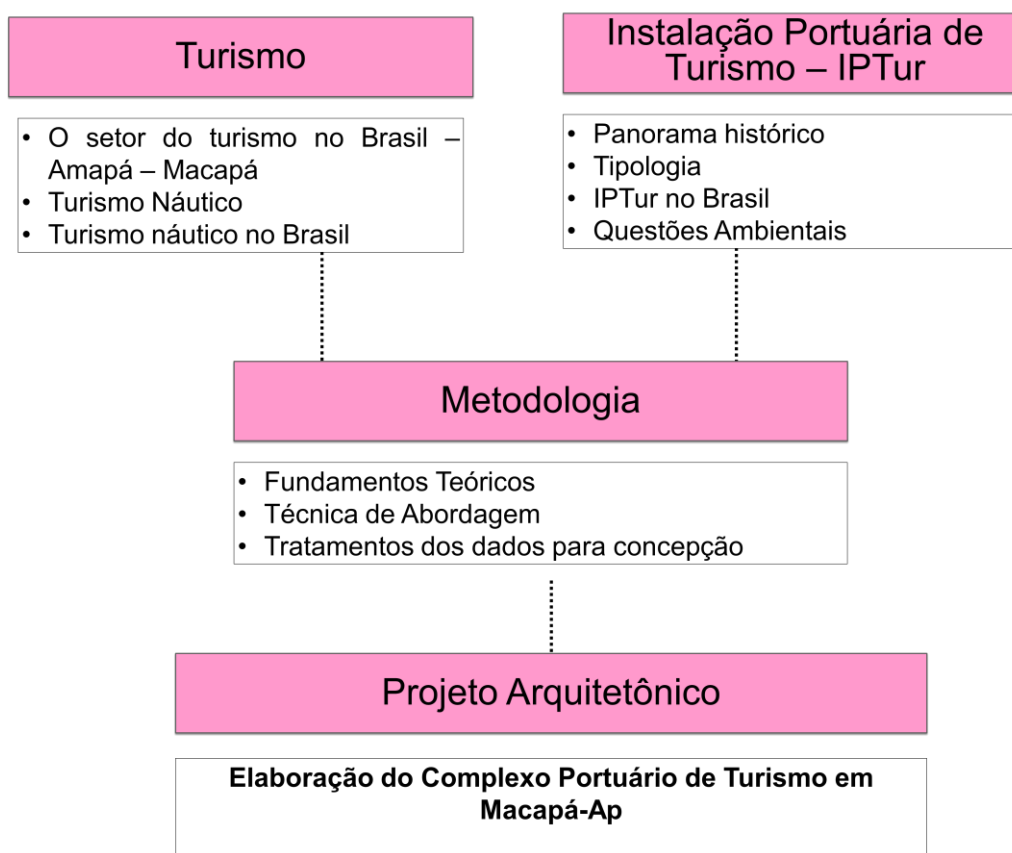 Turismo
• O setor do turismo no Brasil –
Amapá – Macapá
• Turismo Náutico
• Turismo náutico no Brasil
Instalação Portuária de
Turismo – IPTur
• Panorama histórico
• Tipologia
• IPTur no Brasil
• Questões Ambientais
Metodologia
• Fundamentos Teóricos
• Técnica de Abordagem
• Tratamentos dos dados para concepção
Projeto Arquitetônico
Elaboração do Complexo Portuário de Turismo em
Macapá-Ap